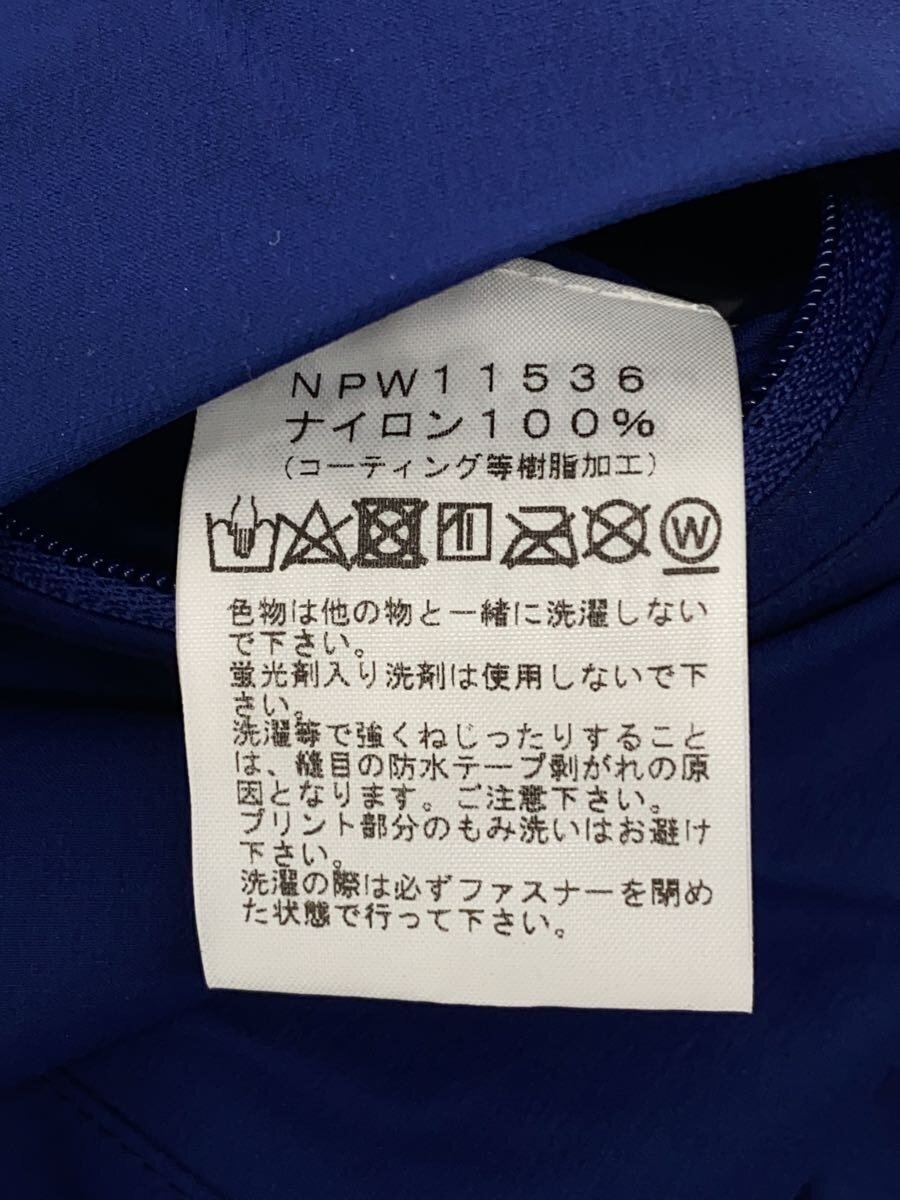 NPW11536
ナイロン100%
(コーティング等樹脂加工)
W
色物は他の物と一緒に洗濯しない
で下さい。
蛍光剤入り洗剤は使用しないで下
さい。
洗濯等で強くねじったりすること
は、縫目の防水テープ剥がれの原
因となります。ご注意下さい。
プリント部分のもみ洗いはお避け
下さい。
洗濯の際は必ずファスナーを閉めた
た状態で行って下さい。